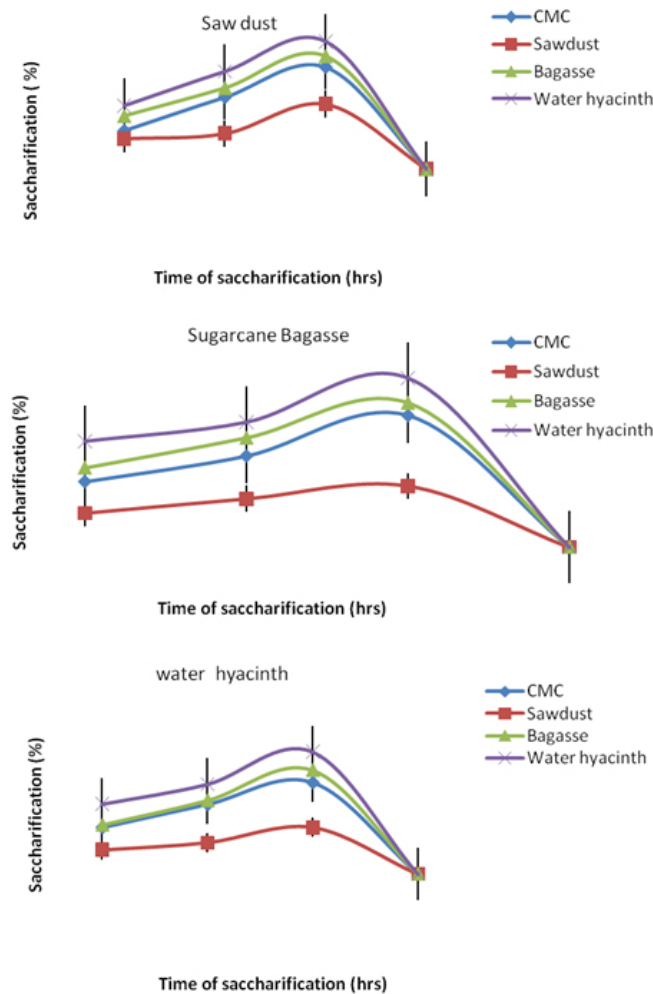 Saw dust
CMC
Sawdust
Bagasse
Water hyacinth
Saccharification ( %)
Time of saccharification (hrs)
Sugarcane Bagasse
CMC
Sawdust
Bagasse
Water hyacinth
Saccharification (%)
Time of saccharification (hrs)
water hyacinth
CMC
Sawdust
Bagasse
Water hyacinth
Saccharification (%)
Time of saccharification (hrs)